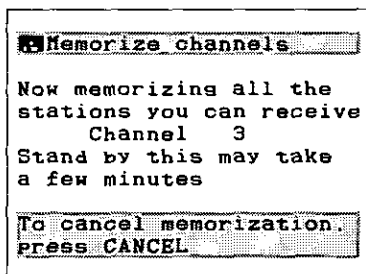 Memorize channels
Now memorizing all the
stations you can receive
Channel 3
Stand by this may take
a few minutes
To cancel memorization,
press CANCEL